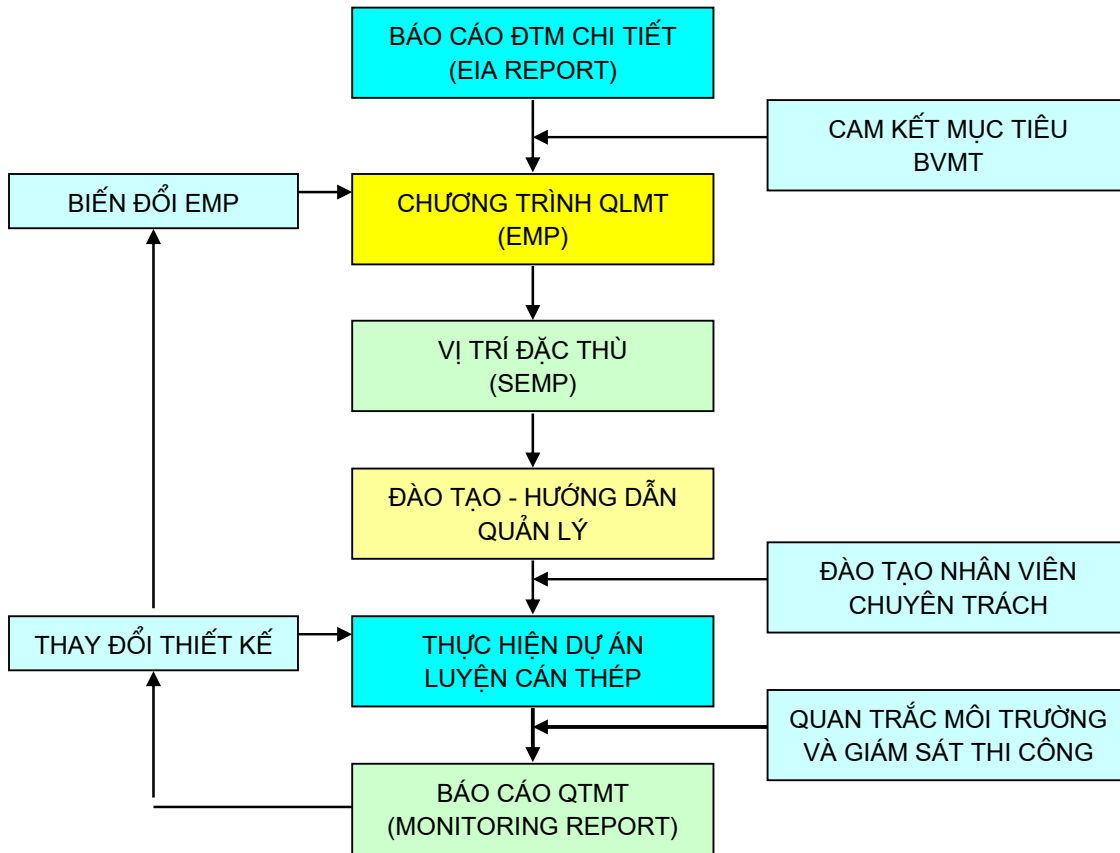 BÁO CÁO ĐTM CHI TIẾT
(EIA REPORT)
CAM KẾT MỤC TIÊU
BVMT
BIẾN ĐỔI EMP
CHƯƠNG TRÌNH QLMT
(EMP)
VỊ TRÍ ĐẶC THÙ
(SEMP)
ĐÀO TẠO - HƯỚNG DẪN
QUẢN LÝ
ĐÀO TẠO NHÂN VIÊN
CHUYÊN TRÁCH
THAY ĐỔI THIẾT KẾ
THỰC HIỆN DỰ ÁN
LUYỆN CÁN THÉP
QUAN TRẮC MÔI TRƯỜNG
VÀ GIÁM SÁT THI CÔNG
BÁO CÁO QTMT
(MONITORING REPORT)